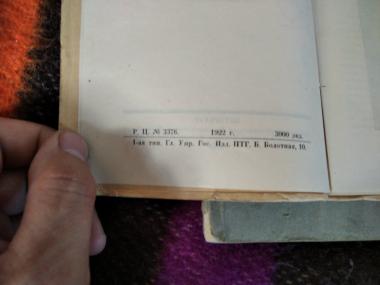 Р. Ц. № 3376. 1922 г. 3000 экз.
1-ая тип. Гл. Упр. Гос. Изд. ПТГ, Б. Болотная, 10.